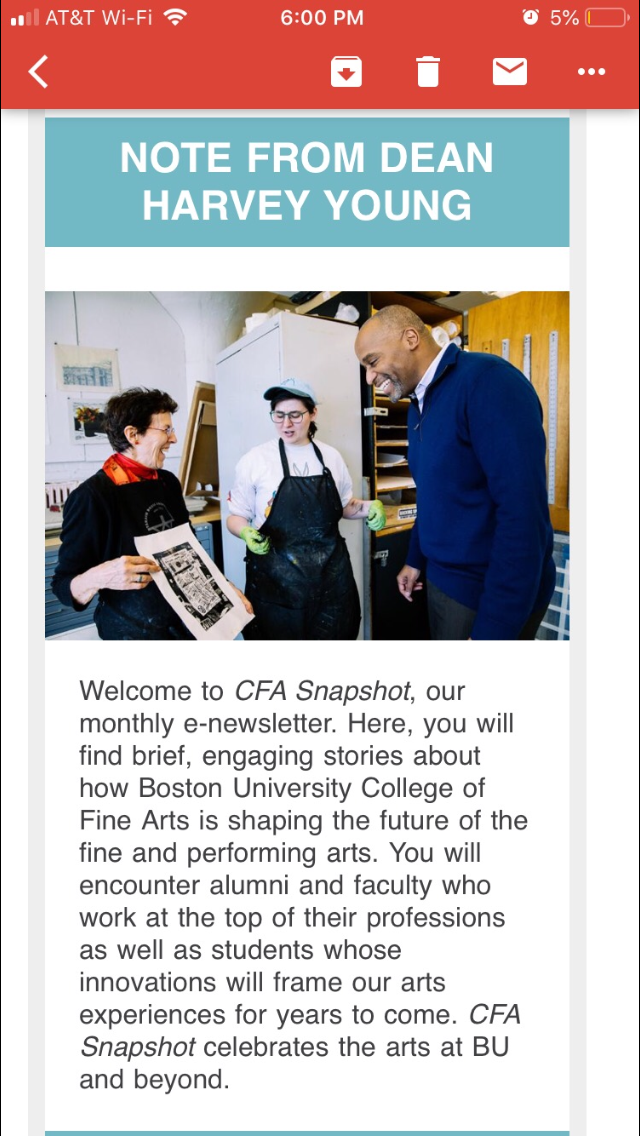 AT&T Wi-Fi 6:00 PM 5%
NOTE FROM DEAN
HARVEY YOUNG
Welcome to CFA Snapshot, our
monthly e-newsletter. Here, you will
find brief, engaging stories about
how Boston University College of
Fine Arts is shaping the future of the
fine and performing arts. You will
encounter alumni and faculty who
work at the top of their professions
as well as students whose
innovations will frame our arts
experiences for years to come. CFA
Snapshot celebrates the arts at BU
and beyond.